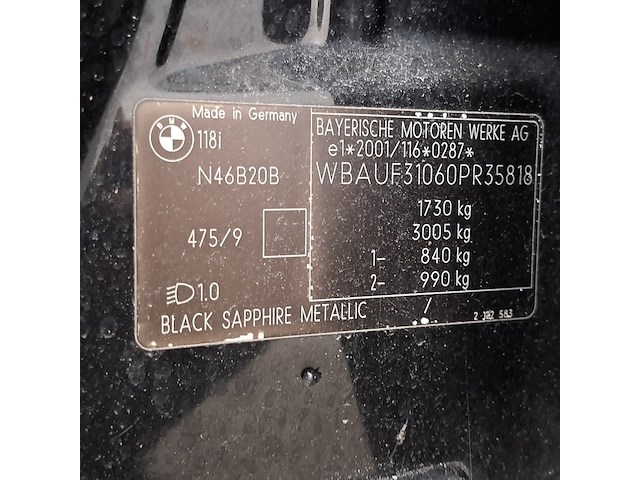 BMW
Made in Germany
118i
N46B20B
475/9
1.0
BLACK SAPPHIRE METALLIC /
BAYERISCHE MOTOREN WERKE AG
e1*2001/116*0287*
WBAUF31060PR35818
1730 kg
3005 kg
1- 840 kg
2- 990 kg